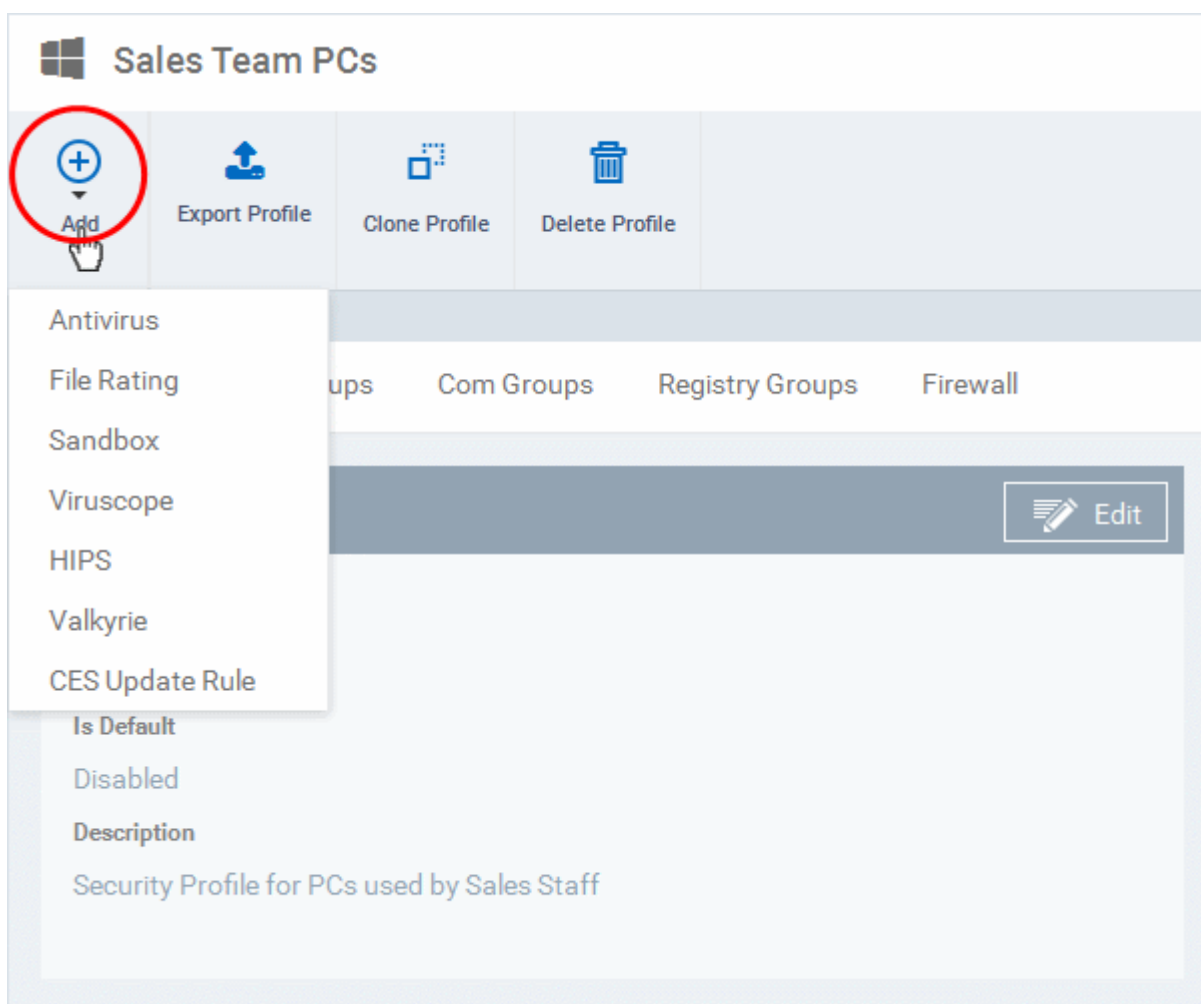 Sales Team PCs
Add
Export Profile
Clone Profile
Delete Profile
Antivirus
File Rating
Sandbox
Viruscope
HIPS
Valkyrie
CES Update Rule
ups
Com Groups
Registry Groups
Firewall
Edit
Is Default
Disabled
Description
Security Profile for PCs used by Sales Staff